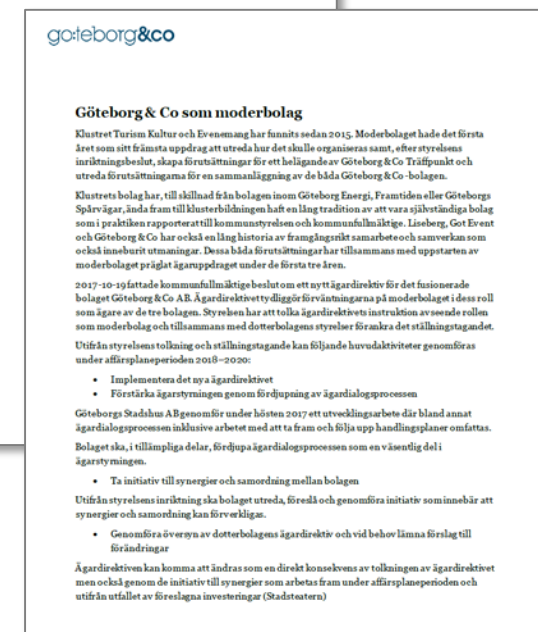 go:teborg&co
Göteborg & Co som moderbolag
Klustret Turism Kultur och Evenemang har funnits sedan 2015. Moderbolaget hade det första
året som sitt främsta uppdrag att utreda hur det skulle organiseras samt, efter styrelsens
inriktningsbeslut, skapa förutsättningar för ett helägande av Göteborg & Co Träffpunkt och
utreda förutsättningarna för en sammanläggning av de båda Göteborg & Co -bolagen.
Klustrets bolag har, till skillnad från bolagen inom Göteborg Energi, Framtiden eller Göteborgs
Spårvägar, ända fram till klusterbildningen haft en lång tradition av att vara självständiga bolag
som i praktiken rapporterat till kommunstyrelsen och kommunfullmäktige. Liseberg, Got Event
och Göteborg & Co har också en lång historia av framgångsrikt samarbete och samverkan som
också inneburit utmaningar. Dessa båda förutsättningar har tillsammans med uppstarten av
moderbolaget präglat ägaruppdraget under de första tre åren.
2017-10-19 fattade kommunfullmäktige beslut om ett nytt ägardirektiv för det fusionerade
bolaget Göteborg & Co AB. Ägardirektivet tydliggör förväntningarna på moderbolaget i dess roll
som ägare av de tre bolagen. Styrelsen har att tolka ägardirektivets instruktion avseende rollen
som moderbolag och tillsammans med dotterbolagens styrelser förankra det ställningstagandet.
Utifrån styrelsens tolkning och ställningstagande kan följande huvudaktiviteter genomföras
under affärsplaneperioden 2018–2020:
• Implementera det nya ägardirektivet
• Förstärka ägarstyrningen genom fördjupning av ägardialogsprocessen
Göteborgs Stadshus AB genomför under hösten 2017 ett utvecklingsarbete där bland annat
ägardialogsprocessen inklusive arbetet med att ta fram och följa upp handlingsplaner omfattas.
Bolaget ska, i tillämpliga delar, fördjupa ägardialogsprocessen som en väsentlig del i
ägarstyrningen.
• Ta initiativ till synergier och samordning mellan bolagen
Utifrån styrelsens inriktning ska bolaget utreda, föreslå och genomföra initiativ som innebär att
synergier och samordning kan förverkligas.
• Genomföra översyn av dotterbolagens ägardirektiv och vid behov lämna förslag till
förändringar
Ägardirektiven kan komma att ändras som en direkt konsekvens av tolkningen av ägardirektivet
men också genom de initiativ till synergier som arbetas fram under affärsplaneperioden och
utifrån utfallet av föreslagna investeringar (Stadsteatern)